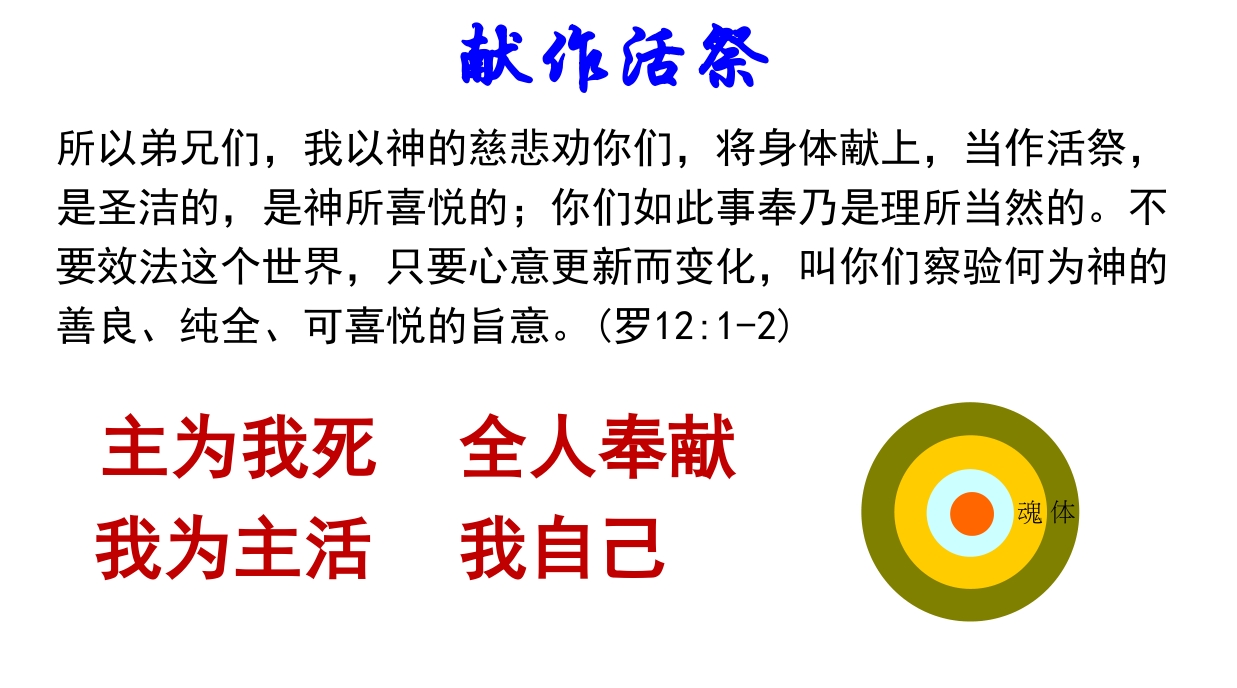 献作活祭
所以弟兄们，我以神的慈悲劝你们，将身体献上，当作活祭，
是圣洁的，是神所喜悦的；你们如此事奉乃是理所当然的。不
要效法这个世界，只要心意更新而变化，叫你们察验何为神的
善良、纯全、可喜悦的旨意。(罗12:1-2)
主为我死 全人奉献
我为主活 我自己
魂 体